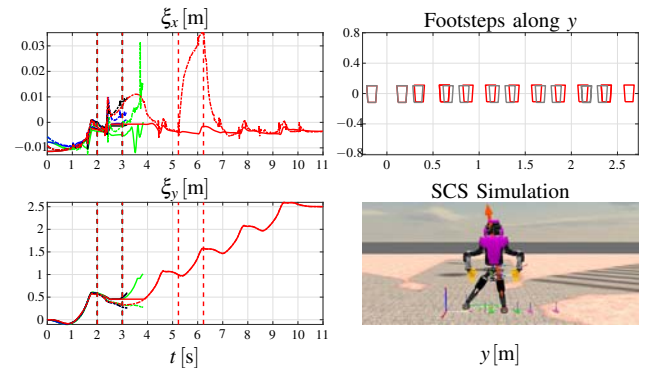 ξx [m]
0.03
0.02
0.01
0
−0.01
0 1 2 3 4 5 6 7 8 9 10 11
Footsteps along y
0.8
0.4
0
−0.4
−0.8
0 0.5 1 1.5 2 2.5
ξy [m]
2.5
2
1.5
1
0.5
0
0 1 2 3 4 5 6 7 8 9 10 11
t [s]
SCS Simulation
y [m]